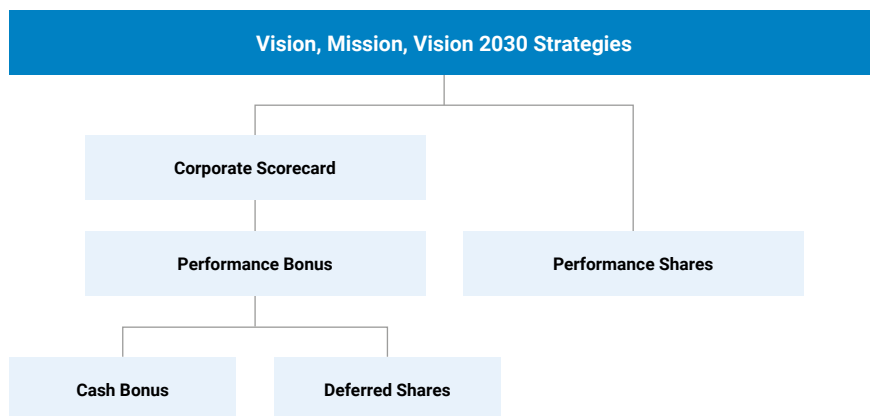 Vision, Mission, Vision 2030 Strategies
Corporate Scorecard
Performance Bonus
Performance Shares
Cash Bonus
Deferred Shares